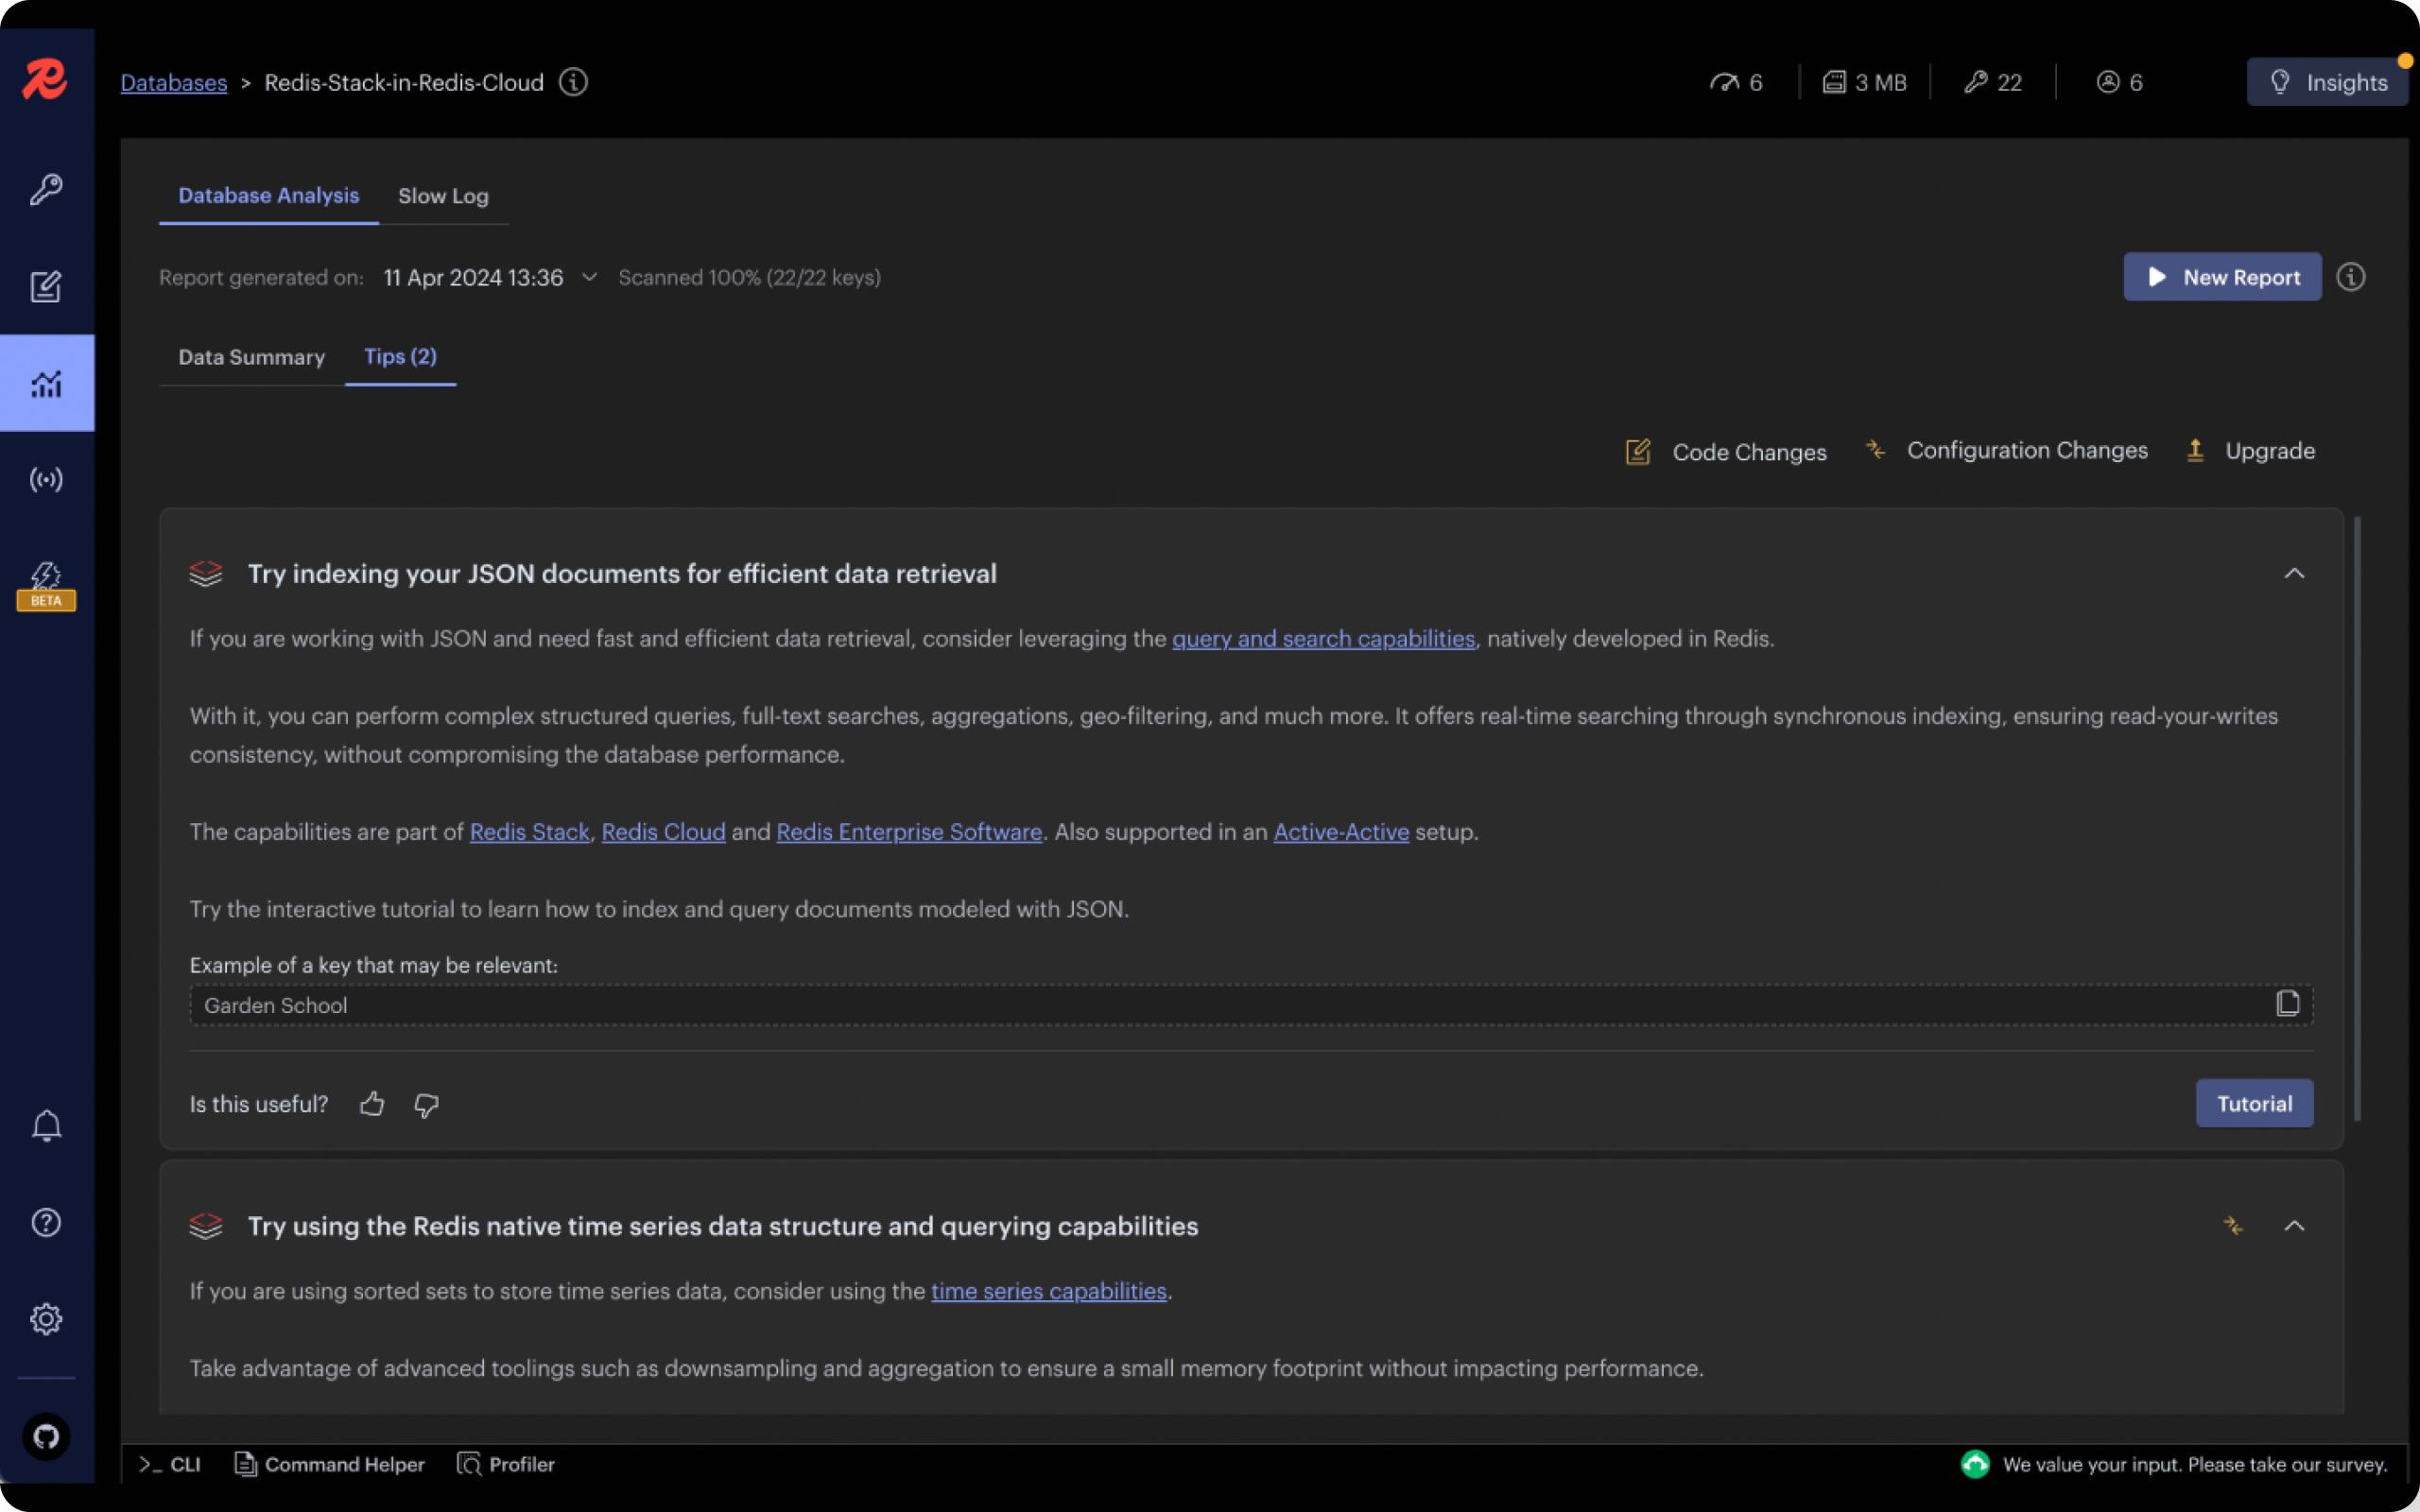 Databases > Redis-Stack-in-Redis-Cloud
6
3 MB
22
6
Insights
Database Analysis
Slow Log
Report generated on: 11 Apr 2024 13:36 Scanned 100% (22/22 keys)
New Report
Data Summary
Tips (2)
Code Changes
Configuration Changes
Upgrade
BETA
Try indexing your JSON documents for efficient data retrieval
If you are working with JSON and need fast and efficient data retrieval, consider leveraging the query and search capabilities, natively developed in Redis.
With it, you can perform complex structured queries, full-text searches, aggregations, geo-filtering, and much more. It offers real-time searching through synchronous indexing, ensuring read-your-writes
consistency, without compromising the database performance.
The capabilities are part of Redis Stack, Redis Cloud and Redis Enterprise Software. Also supported in an Active-Active setup.
Try the interactive tutorial to learn how to index and query documents modeled with JSON.
Example of a key that may be relevant:
Garden School
Is this useful?
Tutorial
Try using the Redis native time series data structure and querying capabilities
If you are using sorted sets to store time series data, consider using the time series capabilities.
Take advantage of advanced toolings such as downsampling and aggregation to ensure a small memory footprint without impacting performance.
>_ CLI
Command Helper
Profiler
We value your input. Please take our survey.